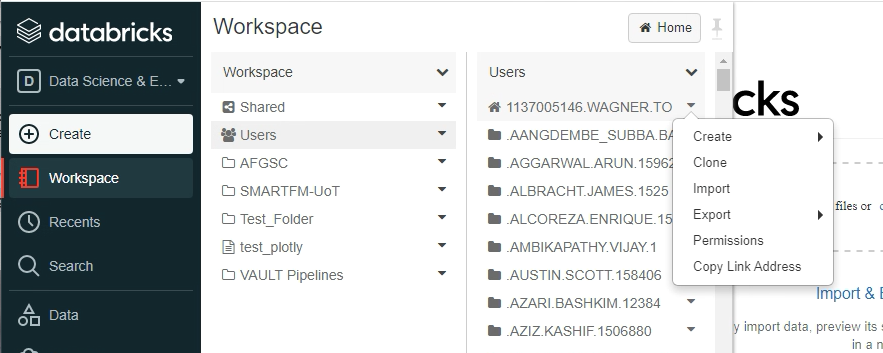 databricks
Data Science & E...
Create
Workspace
Recents
Search
Data
Workspace
Home
Workspace
Shared
Users
AFGSC
SMARTFM-UoT
Test_Folder
test_plotly
VAULT Pipelines
Users
1137005146.WAGNER.TO
.AANGDEMBE_SUBBA.BA
.AGGARWAL.ARUN.15962
.ALBRACHT.JAMES.1525
.ALCOREZA.ENRIQUE.15
.AMBIKAPATHY.VIJAY.1
.AUSTIN.SCOTT.158406
.AZARI.BASHKIM.12384
.AZIZ.KASHIF.1506880
Create
Clone
Import
Export
Permissions
Copy Link Address
cks
files or
Import & E
y import data, preview its s
in a n